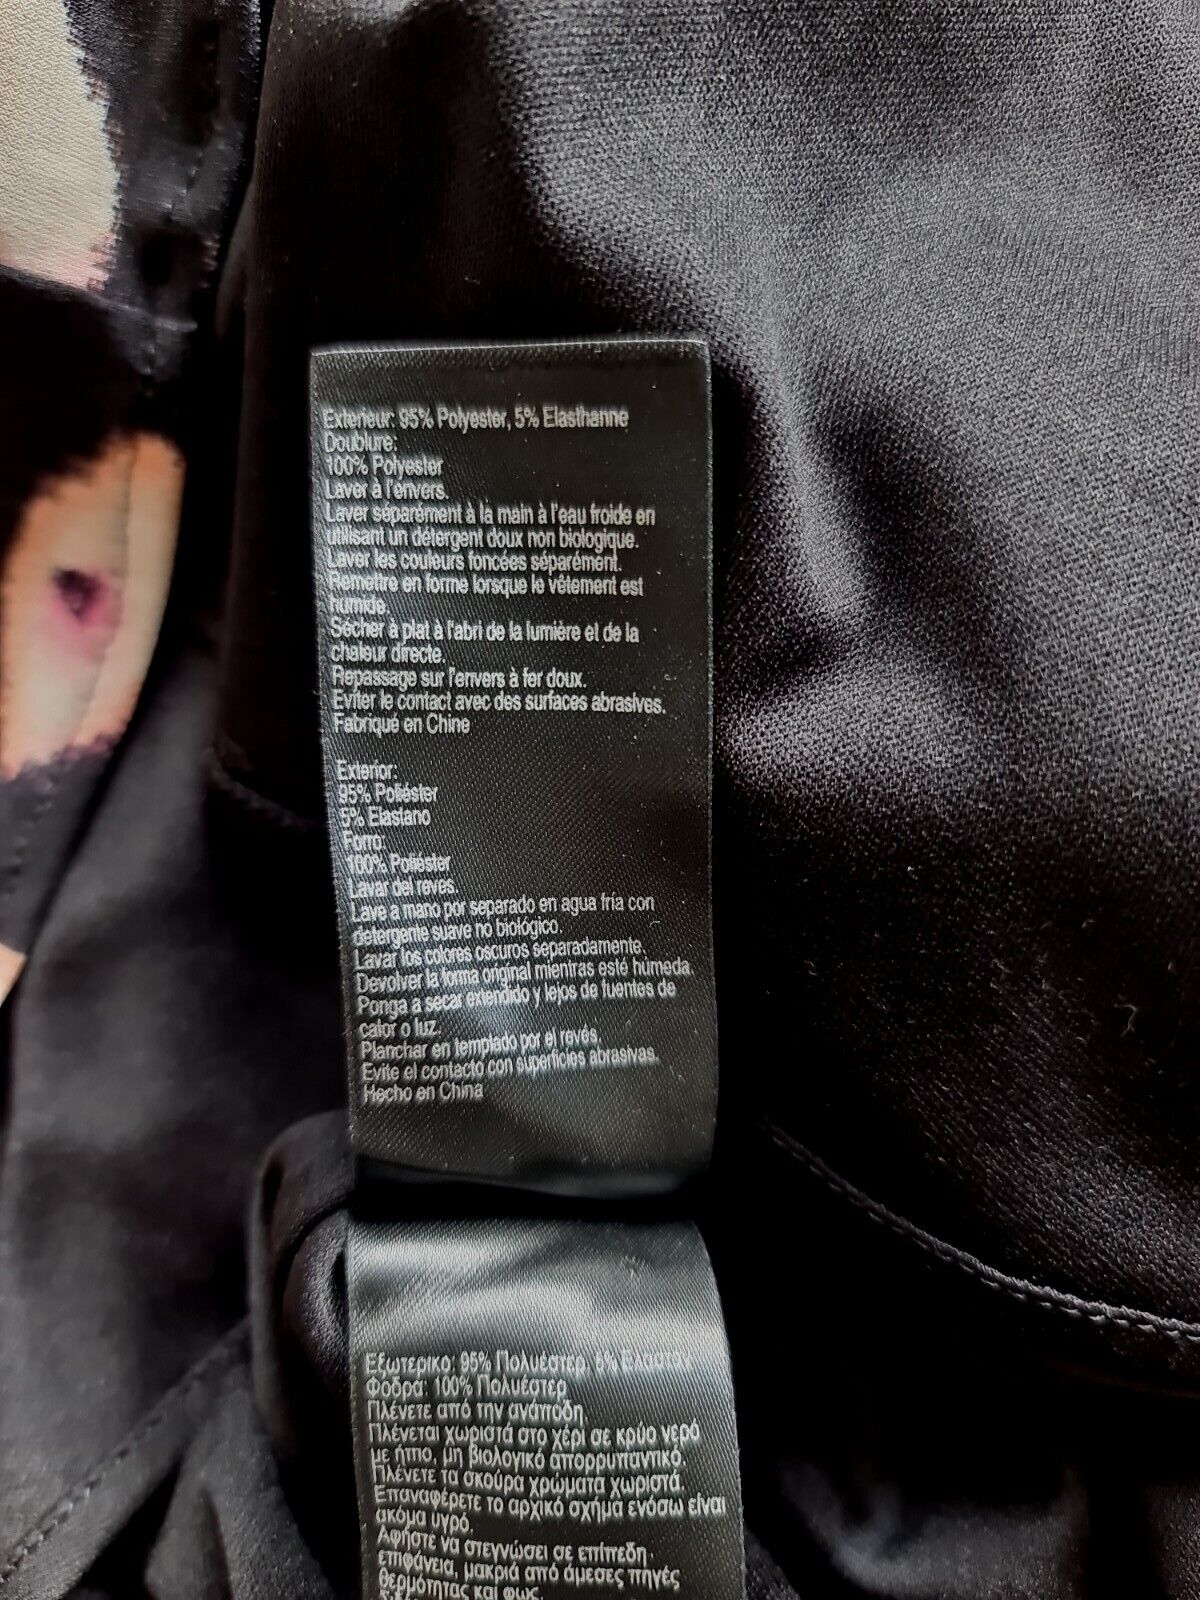 Exterieur: 95% Polyester, 5% Elasthanne
Doublure:
100% Polyester
Laver à l'envers.
Laver séparément à la main à l'eau froide en
utilisant un détergent doux non biologique.
Laver les couleurs foncées séparément.
Remettre en forme lorsque le vêtement est
humide.
Sécher à plat à l'abri de la lumière et de la
chaleur directe.
Repassage sur l'envers à fer doux.
Eviter le contact avec des surfaces abrasives.
Fabriqué en Chine
Exterior:
95% Poliéster
5% Elastano
Forro:
100% Poliéster
Lavar del reves.
Lave a mano por separado en agua fría con
detergente suave no biológico.
Lavar los colores oscuros separadamente.
Devolver la forma original mientras esté húmeda.
Ponga a secar extendido y lejos de fuentes de
calor o luz.
Planchar en templado por el revés.
Evite el contacto con superficies abrasivas.
Hecho en China
Εξωτερικο: 95% Πολυέστερ, 5%
Φοδρα: 100% Πολυέστερ
Πλένετε από την ανάποδη.
Πλένεται χωριστά στο χέρι σε κρύο νερό
με ήπιο, μη βιολογικό απορρυπαντικό.
Πλένετε τα σκούρα χρώματα χωριστά.
Επαναφέρετε το αρχικό σχήμα ενόσω είναι
ακόμα υγρό.
Αφήστε να στεγνώσει σε επίπεδη
επιφάνεια, μακριά από άμεσες πηγές
θερμότητας και φως.